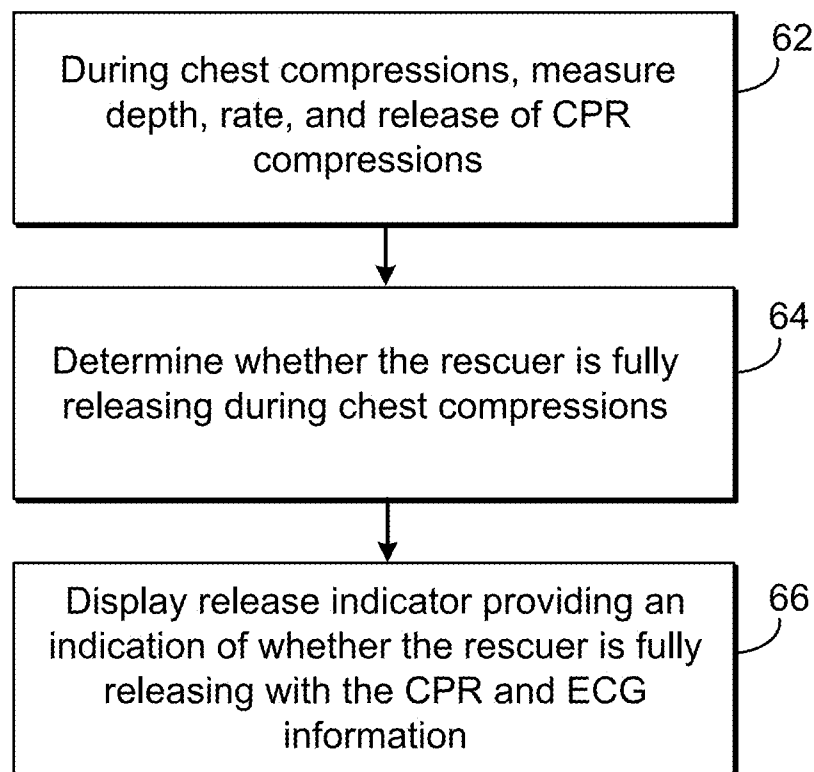 During chest compressions, measure
depth, rate, and release of CPR
compressions
62
Determine whether the rescuer is fully
releasing during chest compressions
64
Display release indicator providing an
indication of whether the rescuer is fully
releasing with the CPR and ECG
information
66